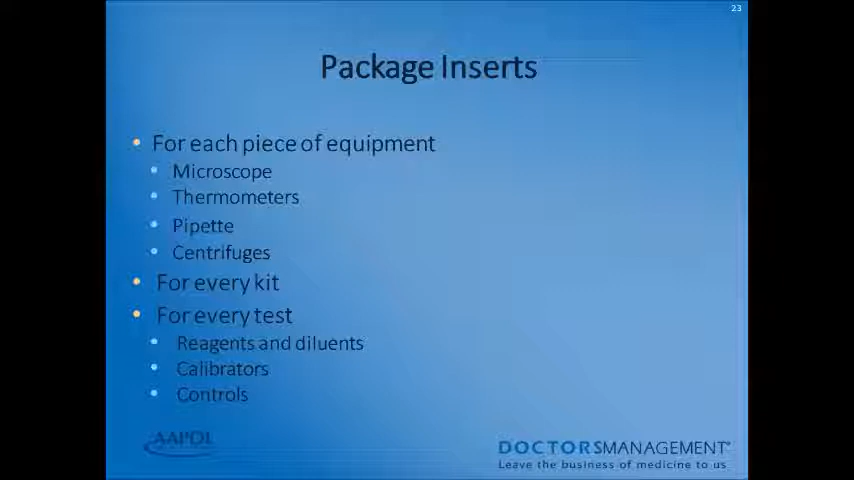 23
Package Inserts
• For each piece of equipment
• Microscope
• Thermometers
• Pipette
• Centrifuges
• For every kit
• For every test
• Reagents and diluents
• Calibrators
• Controls
AAPOL
DOCTORSMANAGEMENT®
Leave the business of medicine to us